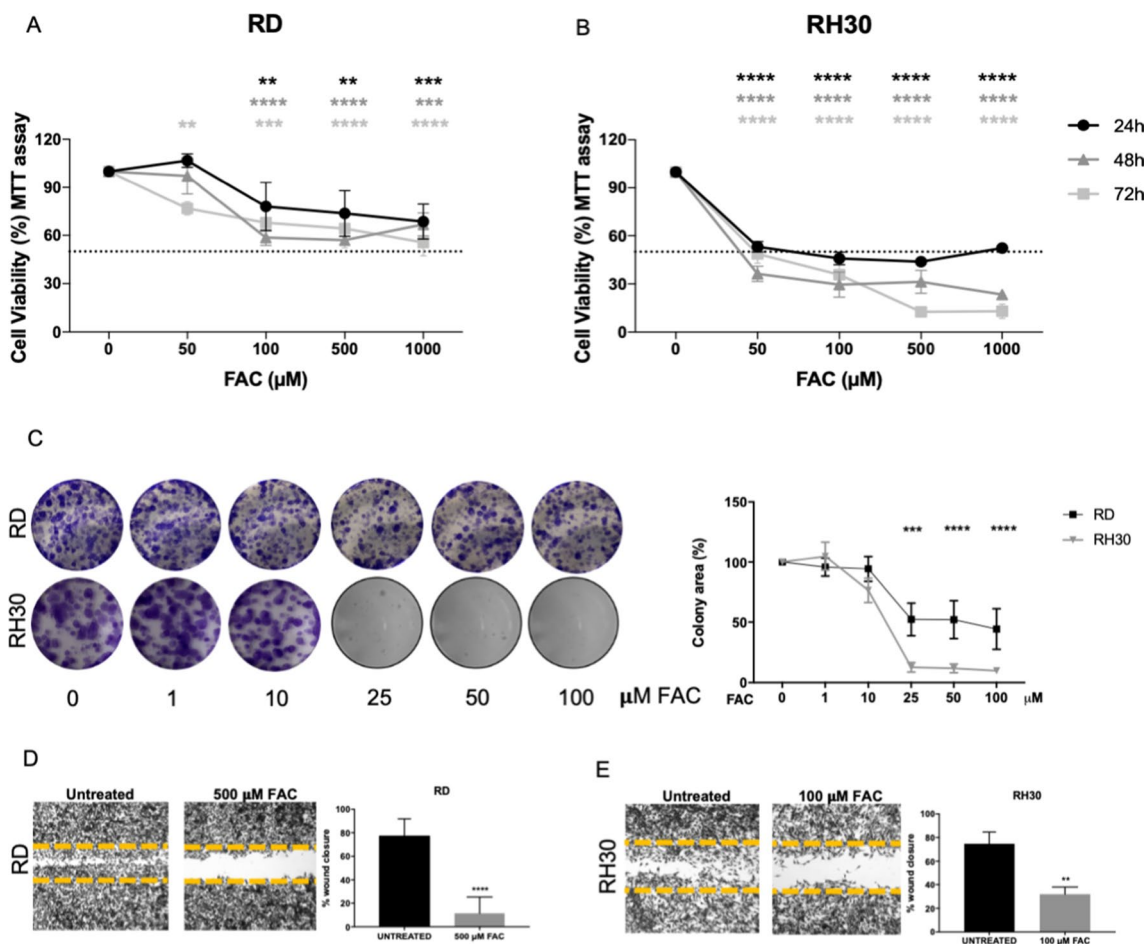 A
RD
** ** ***
**** **** ***
** *** **** ****
Cell Viability (%) MTT assay
120
90
60
30
0
0 50 100 500 1000
FAC (µM)
B
RH30
**** **** **** ****
**** **** **** ****
**** **** **** ****
Cell Viability (%) MTT assay
120
90
60
30
0
0 50 100 500 1000
FAC (µM)
24h
48h
72h
C
RD
RH30
0 1 10 25 50 100 µM FAC
Colony area (%)
150
100
50
0
*** **** ****
RD
RH30
FAC 0 1 10 25 50 100 µM
D
RD
Untreated
500 µM FAC
RD
% wound closure
100
80
60
40
20
0
****
UNTREATED 500 µM FAC
E
RH30
Untreated
100 µM FAC
RH30
% wound closure
100
80
60
40
20
0
**
UNTREATED 100 µM FAC